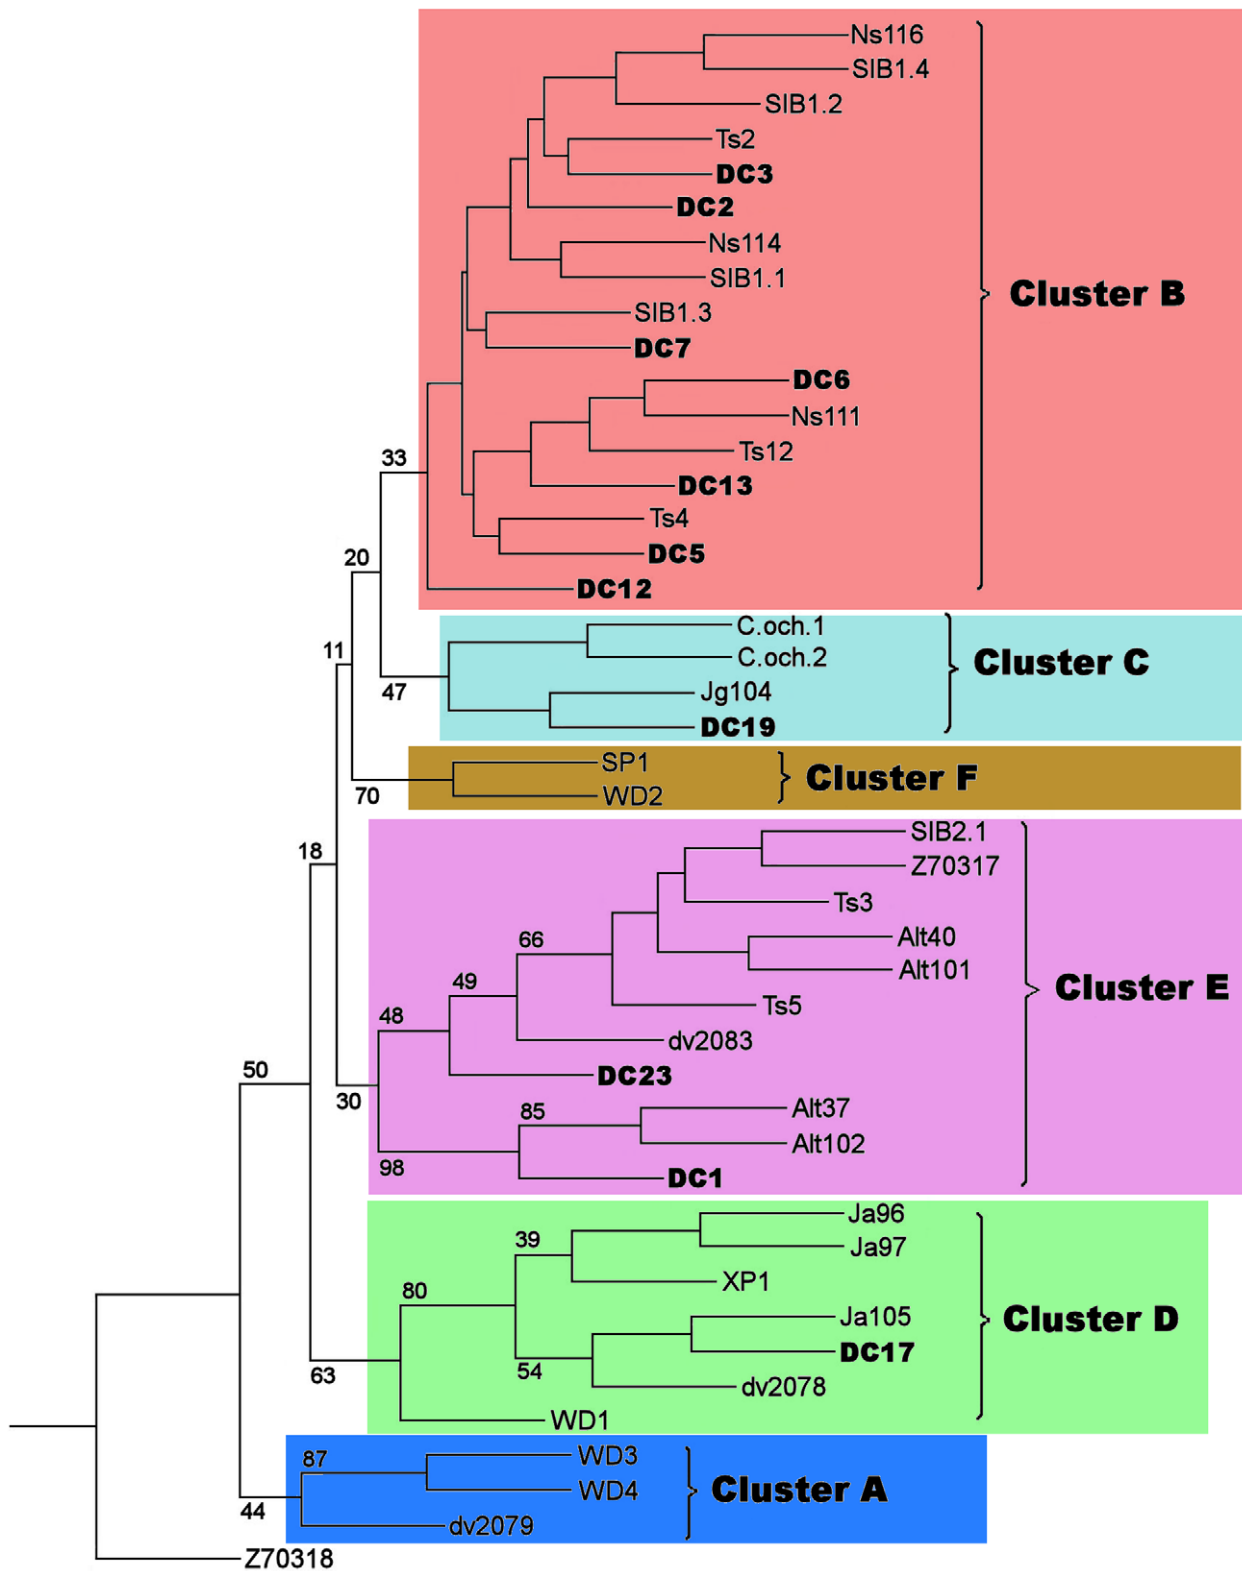 Ns116
SIB1.4
SIB1.2
Ts2
DC3
DC2
Ns114
SIB1.1
Cluster B
SIB1.3
DC7
DC6
Ns111
Ts12
33
DC13
Ts4
DC5
20
DC12
C.och.1
11
C.och.2
Cluster C
47
Jg104
DC19
SP1
Cluster F
70
WD2
SIB2.1
18
Z70317
Ts3
66
Alt40
Alt101
49
Cluster E
48
Ts5
dv2083
50
DC23
30
85
Alt37
Alt102
98
DC1
Ja96
39
Ja97
80
XP1
Ja105
Cluster D
DC17
63
54
dv2078
WD1
87
WD3
WD4
Cluster A
44
dv2079
Z70318